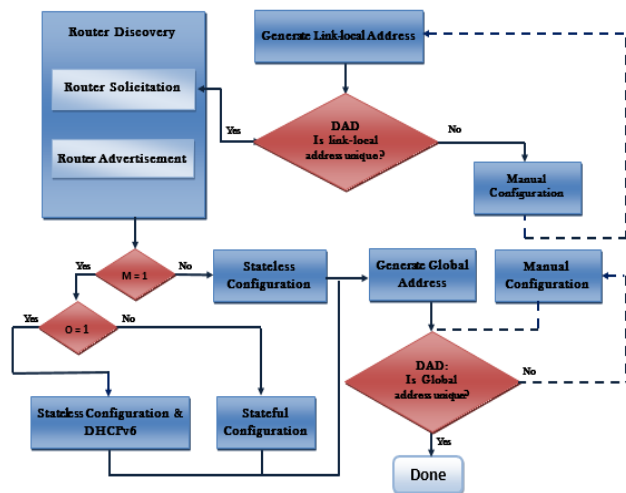 Router Discovery
Router Solicitation
Router Advertisement
Generate Link-local Address
DAD
Is link-local
address unique?
Yes
No
Manual
Configuration
M = 1
Yes
No
Stateless
Configuration
Generate Global
Address
Manual
Configuration
O = 1
Yes
No
Stateless Configuration &
DHCPv6
Stateful
Configuration
DAD:
Is Global
address unique?
No
Yes
Done